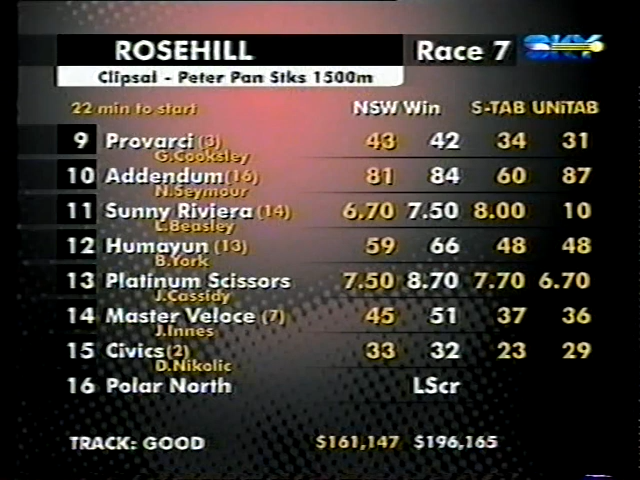 ROSEHILL Race 7 SKY
Clipsal - Peter Pan Stks 1500m
22 min to start NSW Win S-TAB UNiTAB
9 Provarci (3) 43 42 34 31
G.Cooksley
10 Addendum (16) 81 84 60 87
N.Seymour
11 Sunny Riviera (14) 6.70 7.50 8.00 10
L.Beasley
12 Humayun (13) 59 66 48 48
B.York
13 Platinum Scissors 7.50 8.70 7.70 6.70
J.Cassidy
14 Master Veloce (7) 45 51 37 36
J.Innes
15 Civics (2) 33 32 23 29
D.Nikolic
16 Polar North LScr
TRACK: GOOD $161,147 $196,165